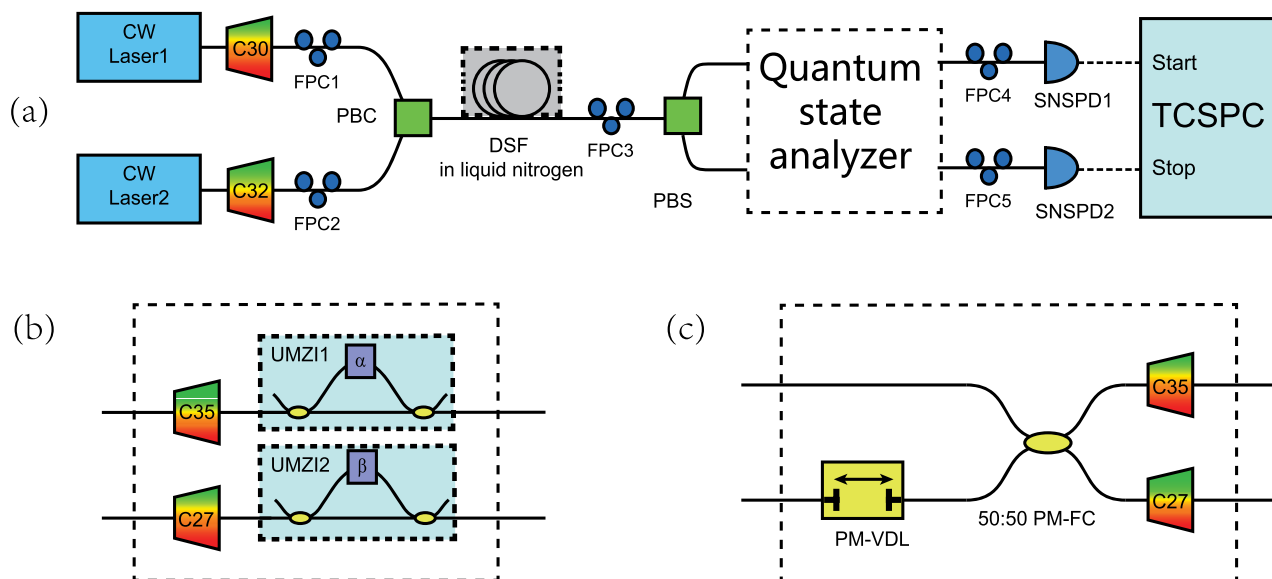 (a)
CW
Laser1
C30
FPC1
PBC
CW
Laser2
C32
FPC2
DSF
in liquid nitrogen
FPC3
PBS
Quantum
state
analyzer
FPC4
SNSPD1
FPC5
SNSPD2
Start
TCSPC
Stop
(b)
C35
UMZI1
α
C27
UMZI2
β
(c)
PM-VDL
50:50 PM-FC
C35
C27